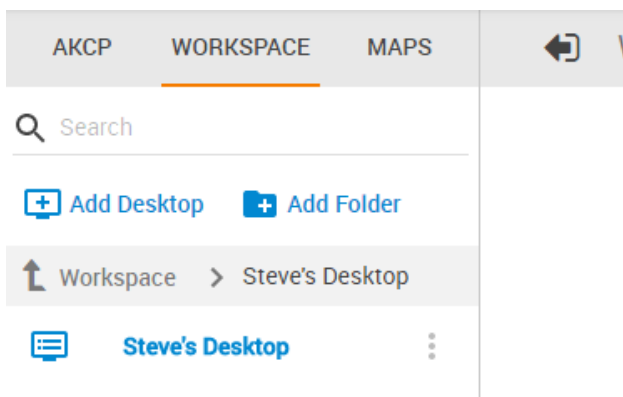 AKCP WORKSPACE MAPS
Search
Add Desktop Add Folder
Workspace > Steve's Desktop
Steve's Desktop